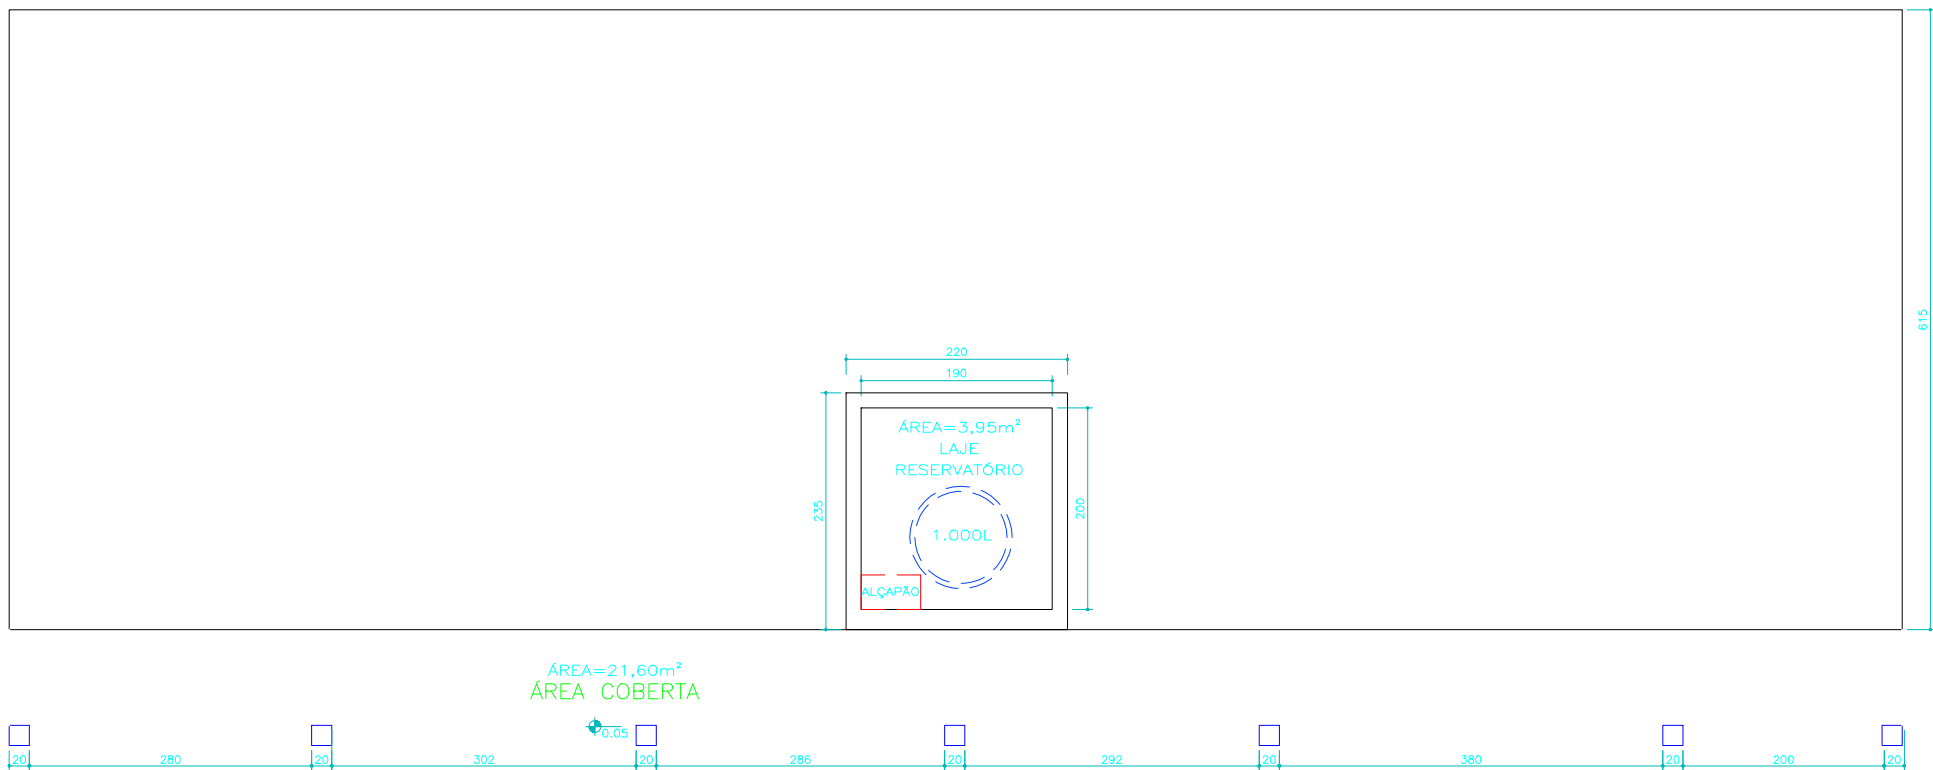 615
220
190
ÁREA=3,95m²
LAJE
RESERVATÓRIO
235
200
1.000L
ALÇAPÃO
ÁREA=21,60m²
ÁREA COBERTA
0.05
20 280 20 302 20 286 20 292 20 380 20 200 20